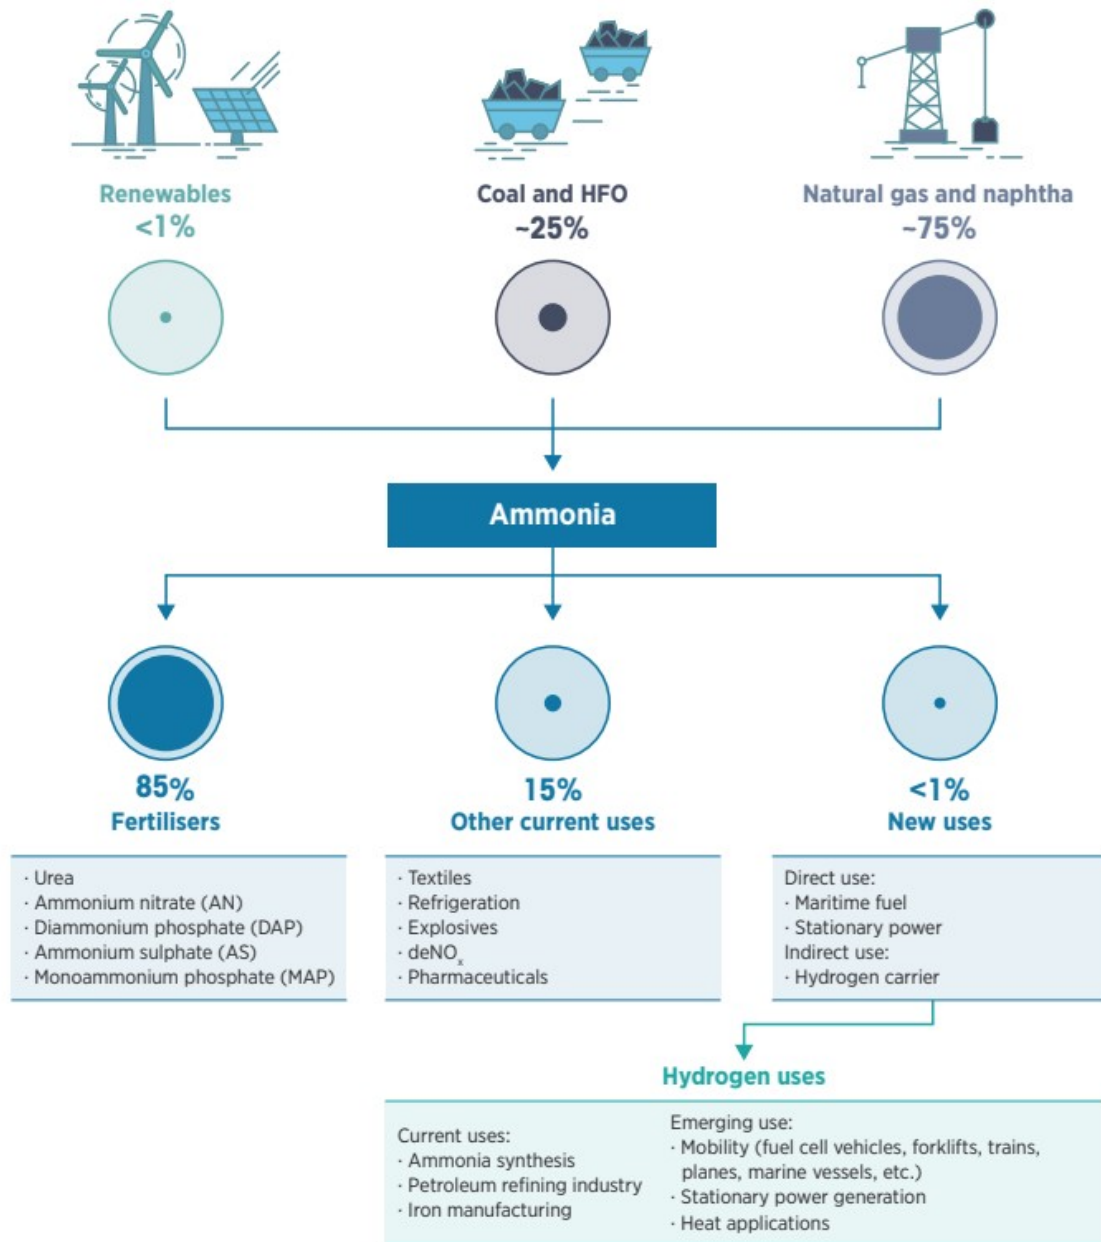 Renewables
<1%
Coal and HFO
~25%
Natural gas and naphtha
~75%
Ammonia
85%
Fertilisers
15%
Other current uses
<1%
New uses
· Urea
· Ammonium nitrate (AN)
· Diammonium phosphate (DAP)
· Ammonium sulphate (AS)
· Monoammonium phosphate (MAP)
· Textiles
· Refrigeration
· Explosives
· deNOₓ
· Pharmaceuticals
Direct use:
· Maritime fuel
· Stationary power
Indirect use:
· Hydrogen carrier
Hydrogen uses
Current uses:
· Ammonia synthesis
· Petroleum refining industry
· Iron manufacturing
Emerging use:
· Mobility (fuel cell vehicles, forklifts, trains,
planes, marine vessels, etc.)
· Stationary power generation
· Heat applications